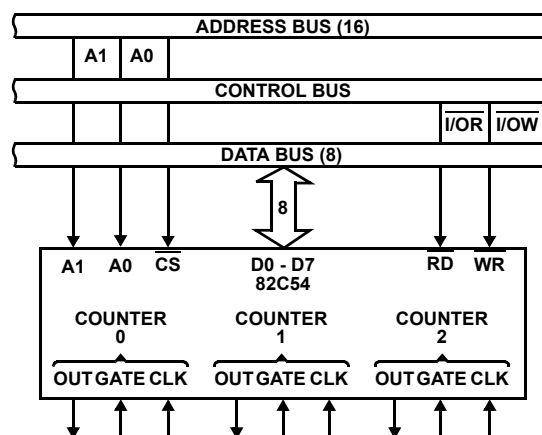 ADDRESS BUS (16)
A1 A0
CONTROL BUS
I/OR I/OW
DATA BUS (8)
8
A1 A0 CS D0 - D7 RD WR
82C54
COUNTER COUNTER COUNTER
0 1 2
OUT GATE CLK OUT GATE CLK OUT GATE CLK